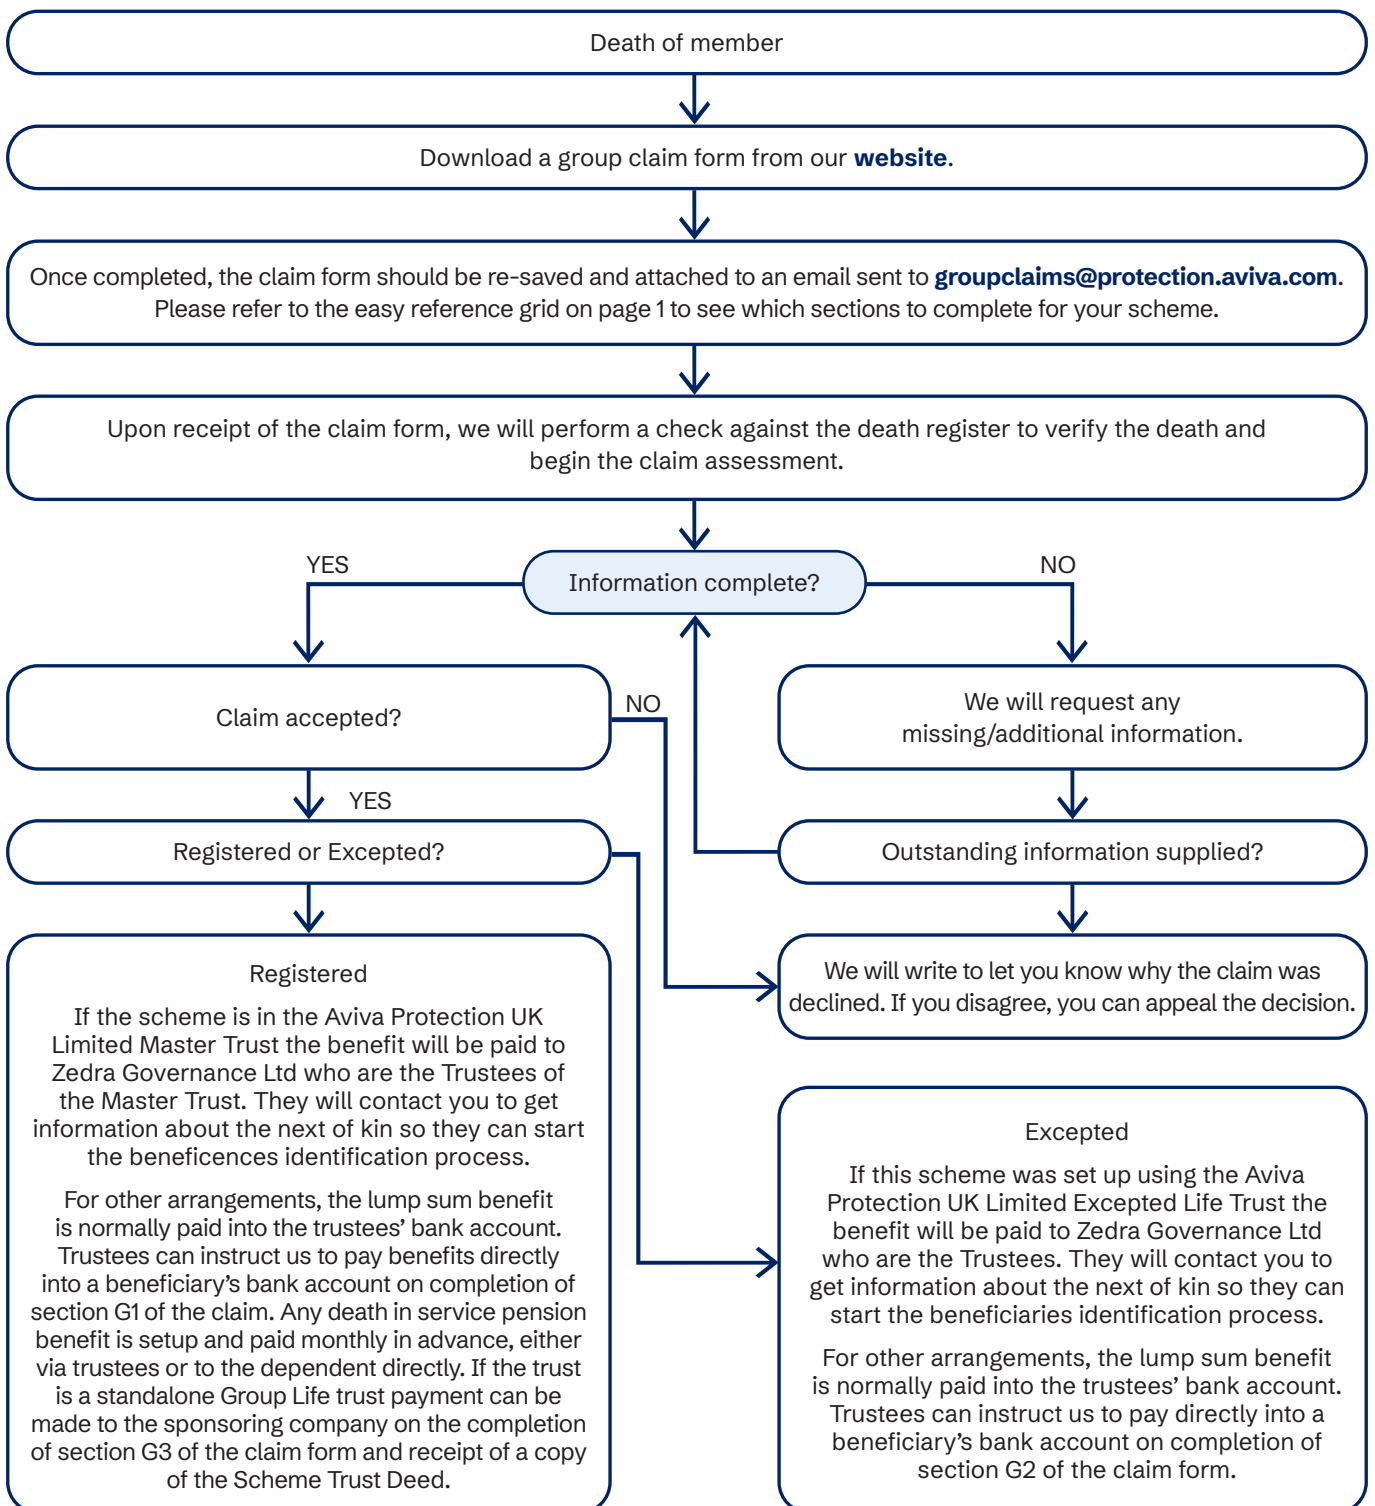 Death of member
Download a group claim form from our website.
Once completed, the claim form should be re-saved and attached to an email sent to groupclaims@protection.aviva.com.
Please refer to the easy reference grid on page 1 to see which sections to complete for your scheme.
Upon receipt of the claim form, we will perform a check against the death register to verify the death and
begin the claim assessment.
Information complete?
YES
NO
Claim accepted?
NO
We will request any
missing/additional information.
YES
Registered or Excepted?
Outstanding information supplied?
Registered
If the scheme is in the Aviva Protection UK
Limited Master Trust the benefit will be paid to
Zedra Governance Ltd who are the Trustees of
the Master Trust. They will contact you to get
information about the next of kin so they can start
the beneficences identification process.
For other arrangements, the lump sum benefit
is normally paid into the trustees' bank account.
Trustees can instruct us to pay benefits directly
into a beneficiary's bank account on completion of
section G1 of the claim. Any death in service pension
benefit is setup and paid monthly in advance, either
via trustees or to the dependent directly. If the trust
is a standalone Group Life trust payment can be
made to the sponsoring company on the completion
of section G3 of the claim form and receipt of a copy
of the Scheme Trust Deed.
We will write to let you know why the claim was
declined. If you disagree, you can appeal the decision.
Excepted
If this scheme was set up using the Aviva
Protection UK Limited Excepted Life Trust the
benefit will be paid to Zedra Governance Ltd
who are the Trustees. They will contact you to
get information about the next of kin so they can
start the beneficiaries identification process.
For other arrangements, the lump sum benefit
is normally paid into the trustees' bank account.
Trustees can instruct us to pay directly into a
beneficiary's bank account on completion of
section G2 of the claim form.